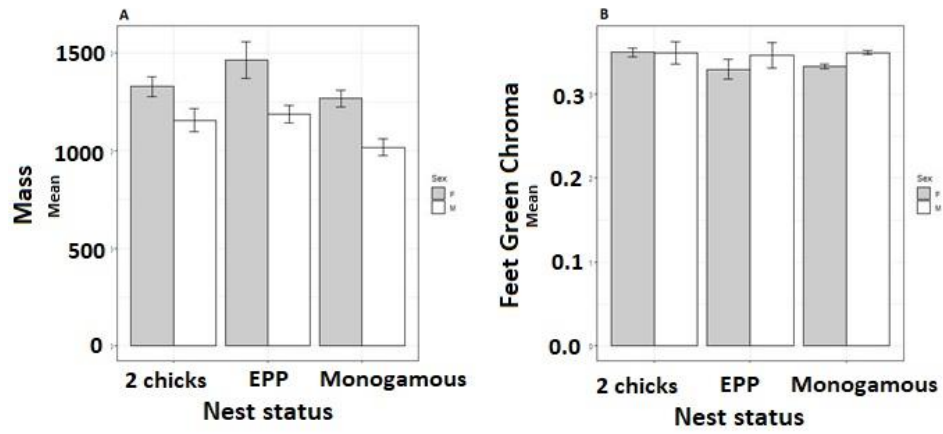 A
1500
1000
500
0
Mass
Mean
2 chicks EPP Monogamous
Nest status
Sex
F
M
B
0.3
0.2
0.1
0.0
Feet Green Chroma
Mean
2 chicks EPP Monogamous
Nest status
Sex
F
M